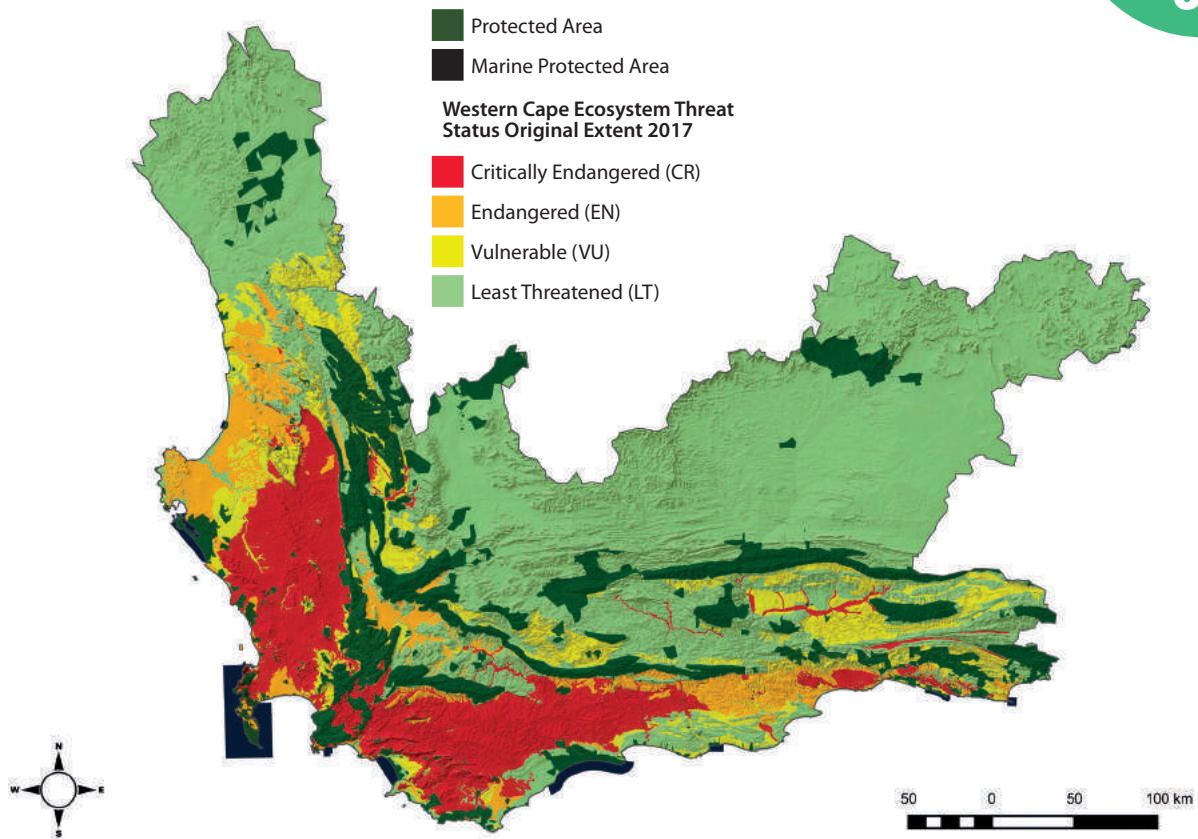 Protected Area
Marine Protected Area
Western Cape Ecosystem Threat
Status Original Extent 2017
Critically Endangered (CR)
Endangered (EN)
Vulnerable (VU)
Least Threatened (LT)
N
W
E
S
50 0 50 100 km